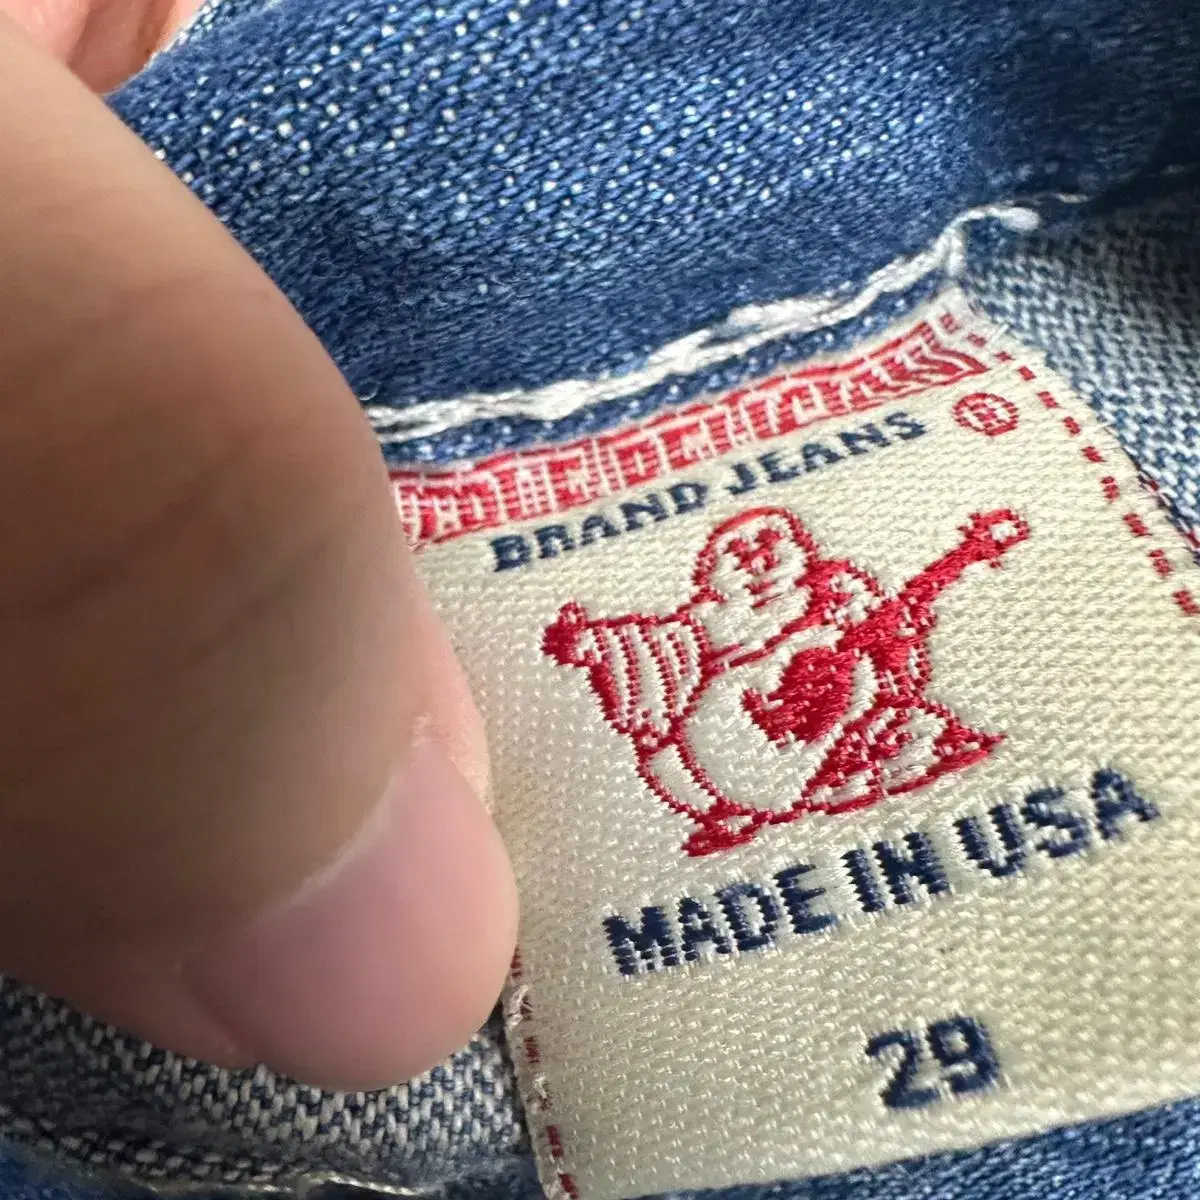 BRAND JEANS
®
MADE IN USA
29